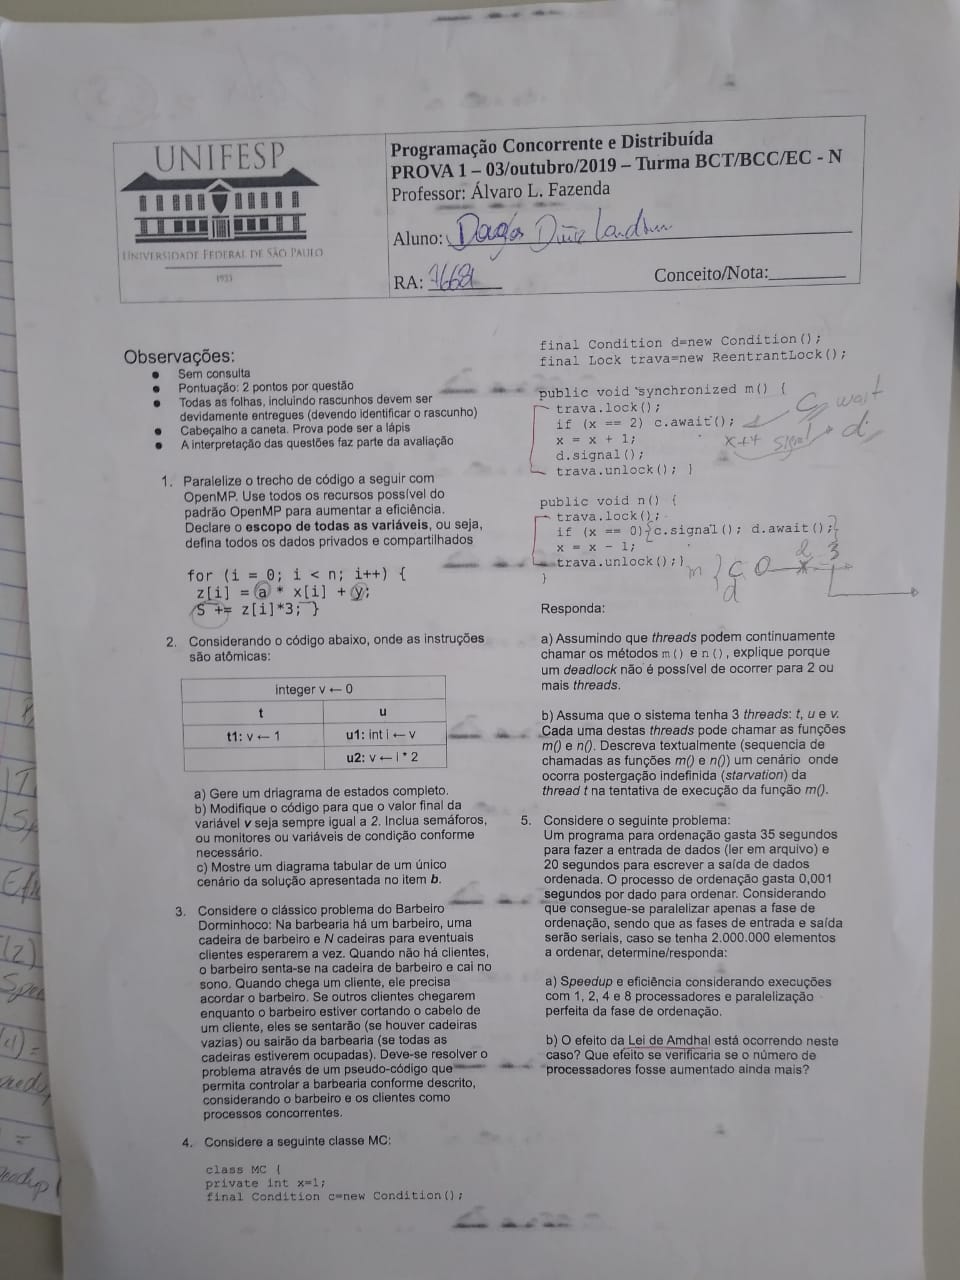 UNIFESP
UNIVERSIDADE FEDERAL DE SÃO PAULO
1933
Programação Concorrente e Distribuída
PROVA 1 – 03/outubro/2019 – Turma BCT/BCC/EC - N
Professor: Álvaro L. Fazenda
Aluno:
RA:
Conceito/Nota:
Observações:
Sem consulta
Pontuação: 2 pontos por questão
Todas as folhas, incluindo rascunhos devem ser
devidamente entregues (devendo identificar o rascunho)
Cabeçalho a caneta. Prova pode ser a lápis
A interpretação das questões faz parte da avaliação
1. Paralelize o trecho de código a seguir com
OpenMP. Use todos os recursos possível do
padrão OpenMP para aumentar a eficiência.
Declare o escopo de todas as variáveis, ou seja,
defina todos os dados privados e compartilhados
for (i = 0; i < n; i++) {
z[i] = a * x[i] + y;
S += z[i]*3; }
2. Considerando o código abaixo, onde as instruções
são atômicas:
integer v ← 0
t u
t1: v ← 1 u1: int i ← v
u2: v ← i * 2
a) Gere um driagrama de estados completo.
b) Modifique o código para que o valor final da
variável v seja sempre igual a 2. Inclua semáforos,
ou monitores ou variáveis de condição conforme
necessário.
c) Mostre um diagrama tabular de um único
cenário da solução apresentada no item b.
3. Considere o clássico problema do Barbeiro
Dorminhoco: Na barbearia há um barbeiro, uma
cadeira de barbeiro e N cadeiras para eventuais
clientes esperarem a vez. Quando não há clientes,
o barbeiro senta-se na cadeira de barbeiro e cai no
sono. Quando chega um cliente, ele precisa
acordar o barbeiro. Se outros clientes chegarem
enquanto o barbeiro estiver cortando o cabelo de
um cliente, eles se sentarão (se houver cadeiras
vazias) ou sairão da barbearia (se todas as
cadeiras estiverem ocupadas). Deve-se resolver o
problema através de um pseudo-código que
permita controlar a barbearia conforme descrito,
considerando o barbeiro e os clientes como
processos concorrentes.
4. Considere a seguinte classe MC:
class MC {
private int x=1;
final Condition c=new Condition();
final Condition d=new Condition();
final Lock trava=new ReentrantLock();
public void synchronized m() {
trava.lock();
if (x == 2) c.await();
x = x + 1;
d.signal();
trava.unlock(); }
c wait
x++ signal d
public void n() {
trava.lock();
if (x == 0){c.signal(); d.await();}
x = x - 1;
trava.unlock();}
}
Responda:
a) Assumindo que threads podem continuamente
chamar os métodos m() e n(), explique porque
um deadlock não é possível de ocorrer para 2 ou
mais threads.
b) Assuma que o sistema tenha 3 threads: t, u e v.
Cada uma destas threads pode chamar as funções
m() e n(). Descreva textualmente (sequencia de
chamadas as funções m() e n()) um cenário onde
ocorra postergação indefinida (starvation) da
thread t na tentativa de execução da função m().
5. Considere o seguinte problema:
Um programa para ordenação gasta 35 segundos
para fazer a entrada de dados (ler em arquivo) e
20 segundos para escrever a saída de dados
ordenada. O processo de ordenação gasta 0,001
segundos por dado para ordenar. Considerando
que consegue-se paralelizar apenas a fase de
ordenação, sendo que as fases de entrada e saída
serão seriais, caso se tenha 2.000.000 elementos
a ordenar, determine/responda:
a) Speedup e eficiência considerando execuções
com 1, 2, 4 e 8 processadores e paralelização
perfeita da fase de ordenação.
b) O efeito da Lei de Amdhal está ocorrendo neste
caso? Que efeito se verificaria se o número de
processadores fosse aumentado ainda mais?